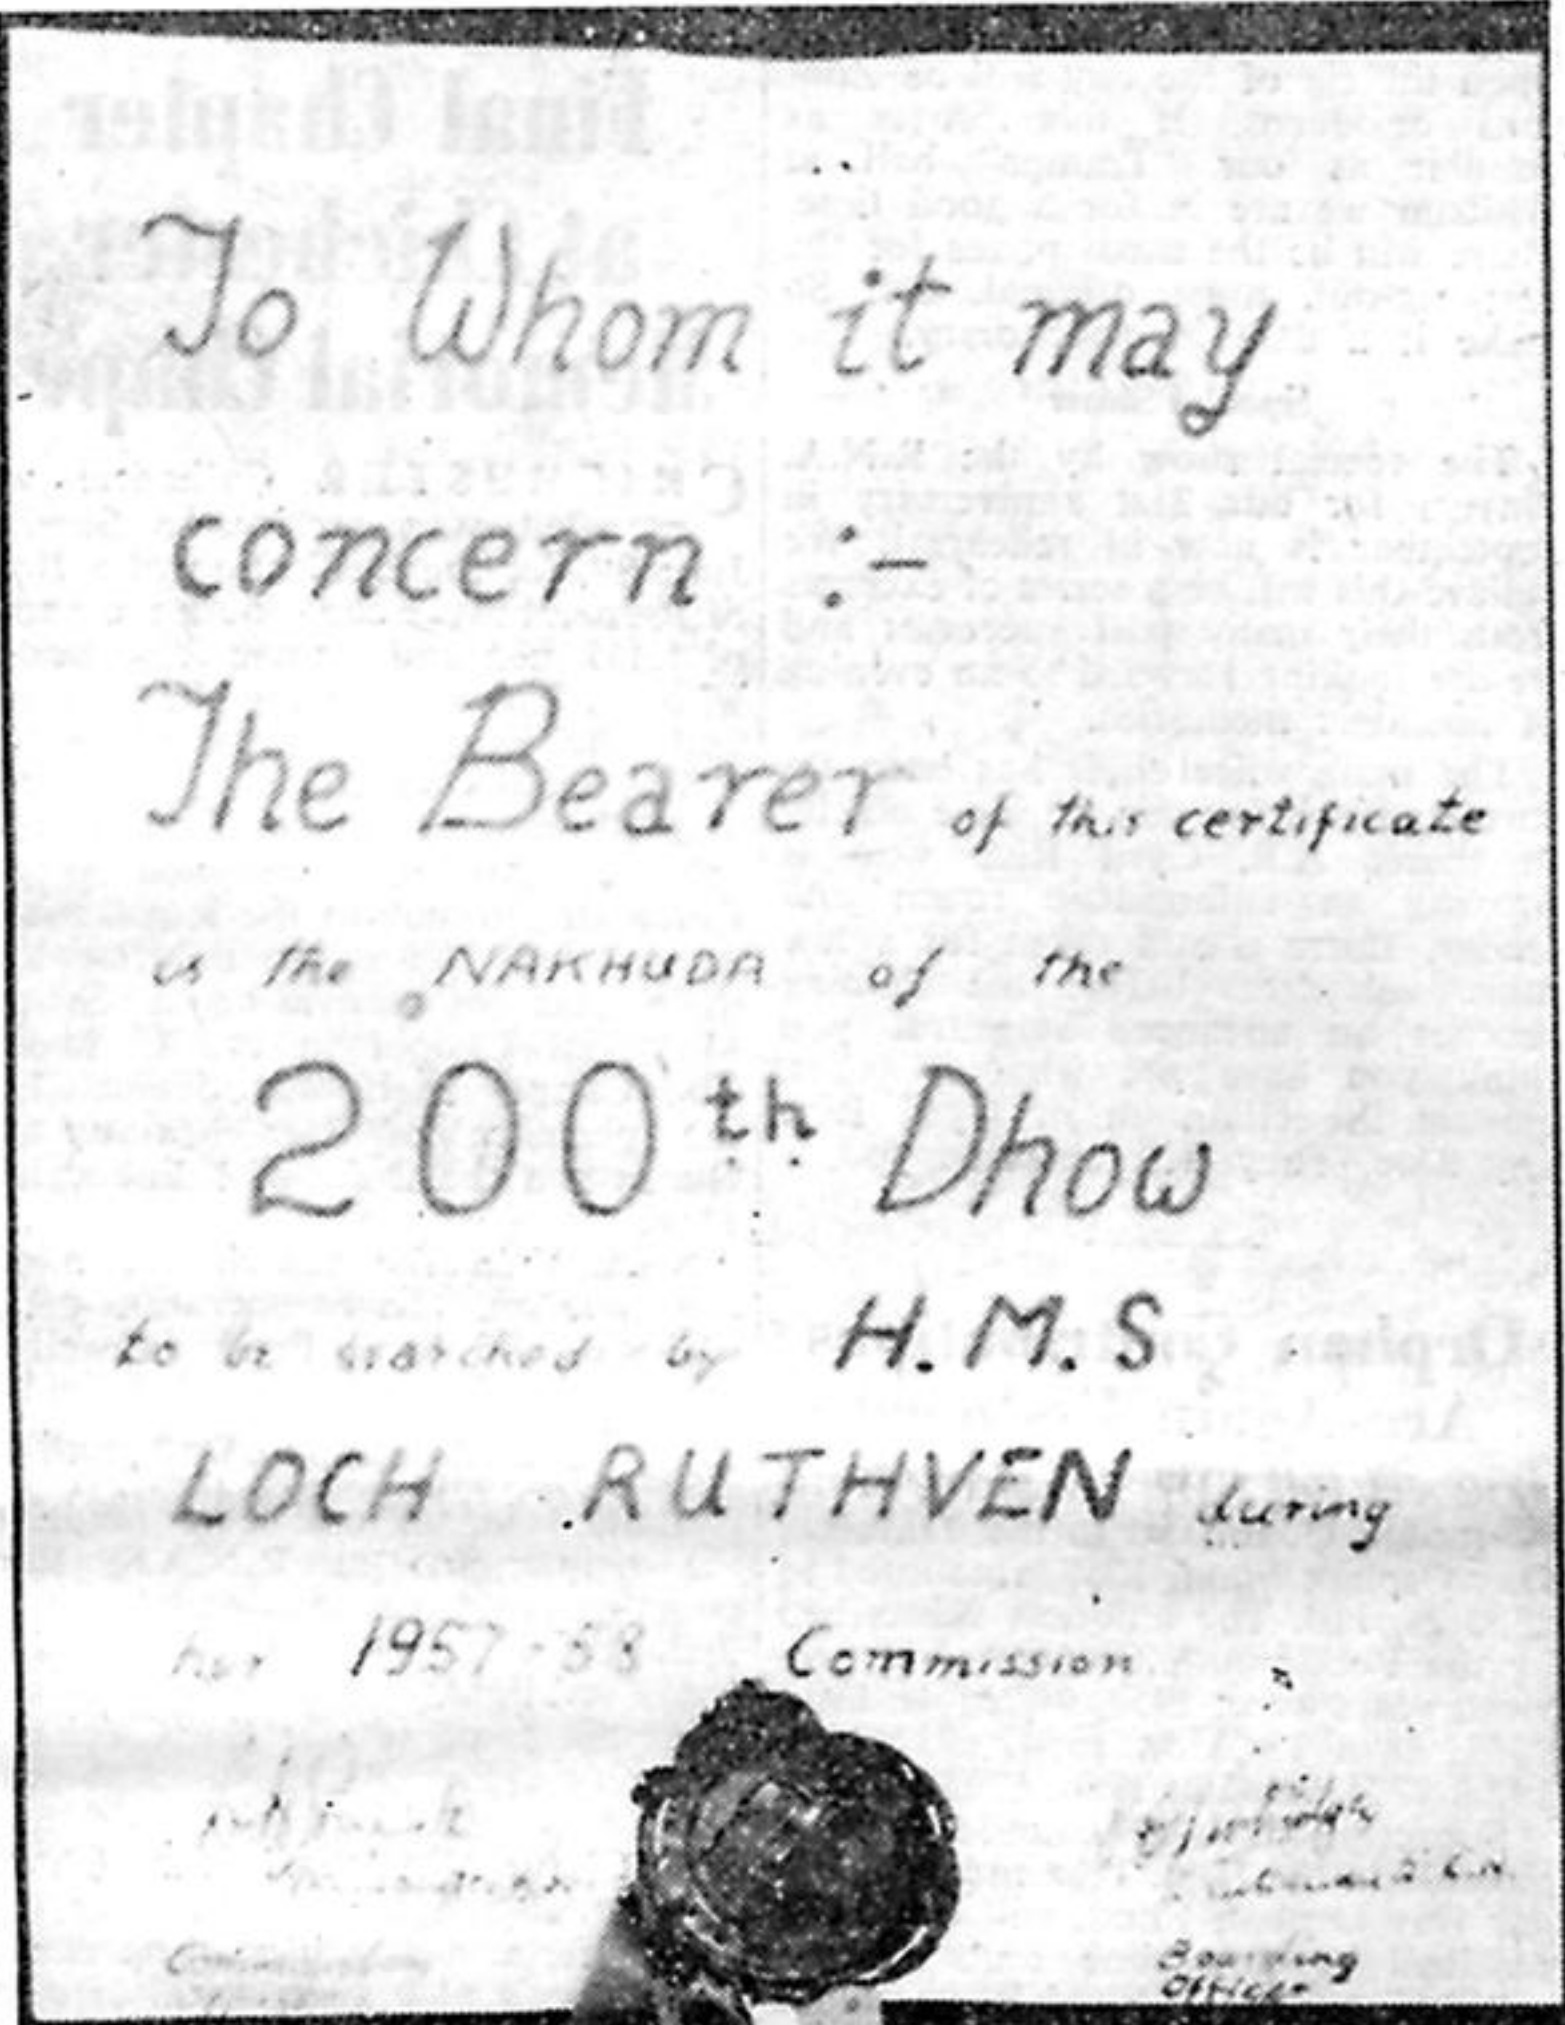 To Whom it may
concern :-
The Bearer of this certificate
is the NAKHUDA of the
200th Dhow
to be searched by H.M.S
LOCH RUTHVEN during
her 1957-58 Commission
Boarding
Officer